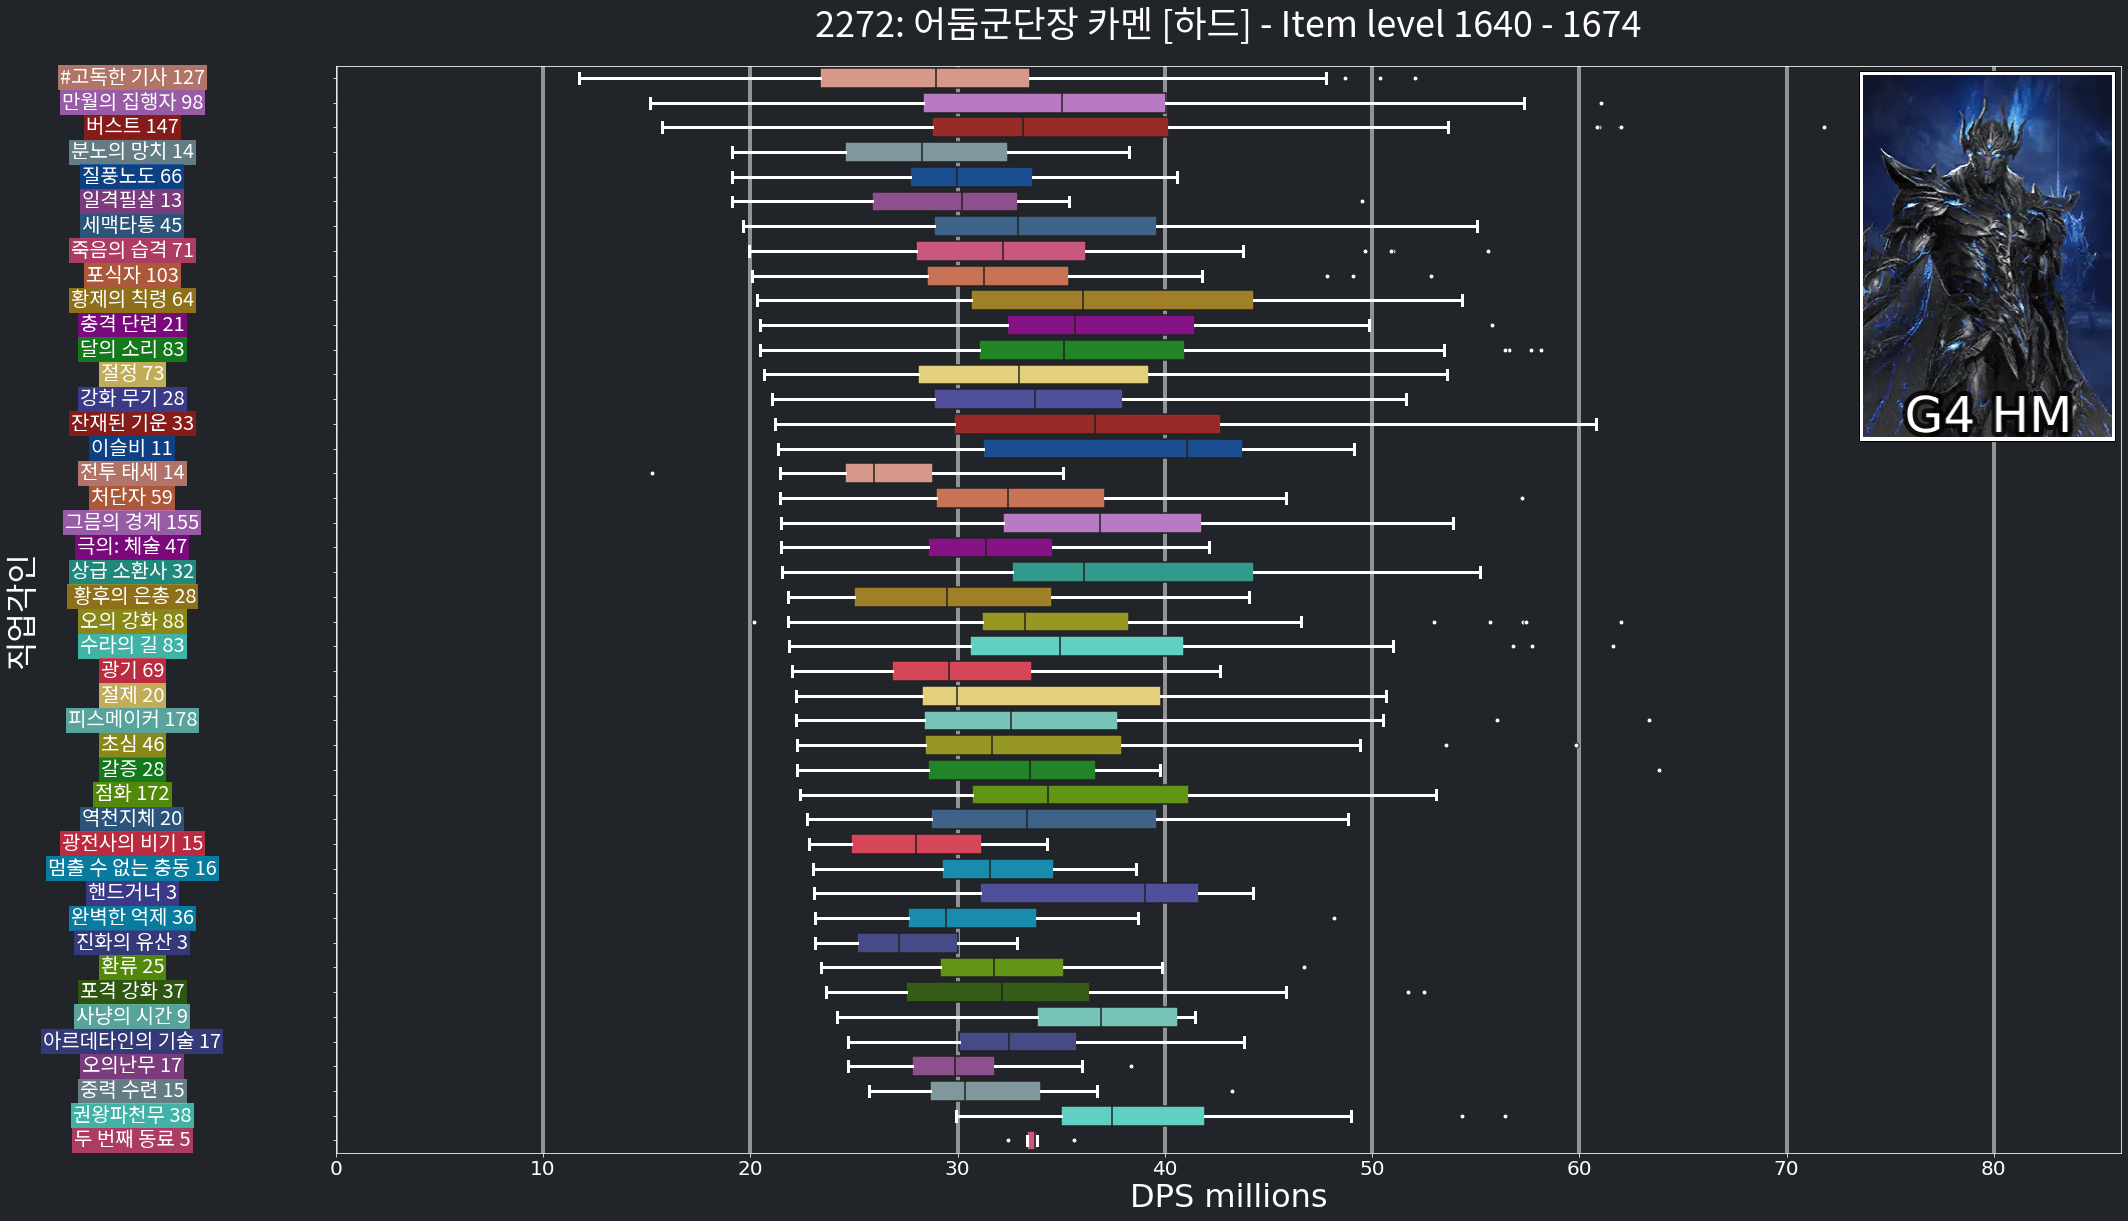 2272: 어둠군단장 카멘 [하드] - Item level 1640 - 1674
#고독한 기사 127
만월의 집행자 98
버스트 147
분노의 망치 14
질풍노도 66
일격필살 13
세맥타통 45
죽음의 습격 71
포식자 103
황제의 칙령 64
충격 단련 21
달의 소리 83
절정 73
강화 무기 28
잔재된 기운 33
이슬비 11
전투 태세 14
처단자 59
그믐의 경계 155
극의: 체술 47
상급 소환사 32
황후의 은총 28
오의 강화 88
수라의 길 83
광기 69
절제 20
피스메이커 178
초심 46
갈증 28
점화 172
역천지체 20
광전사의 비기 15
멈출 수 없는 충동 16
핸드거너 3
완벽한 억제 36
진화의 유산 3
환류 25
포격 강화 37
사냥의 시간 9
아르데타인의 기술 17
오의난무 17
중력 수련 15
권왕파천무 38
두 번째 동료 5
직업각인
G4 HM
0 10 20 30 40 50 60 70 80
DPS millions